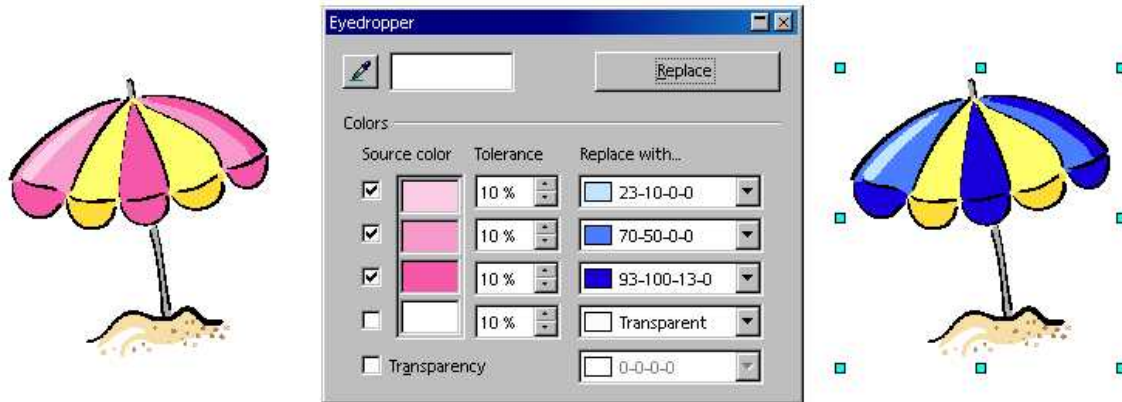 Eyedropper
Replace
Colors
Source color Tolerance Replace with...
10 % 23-10-0-0
10 % 70-50-0-0
10 % 93-100-13-0
10 % Transparent
Transparency 0-0-0-0